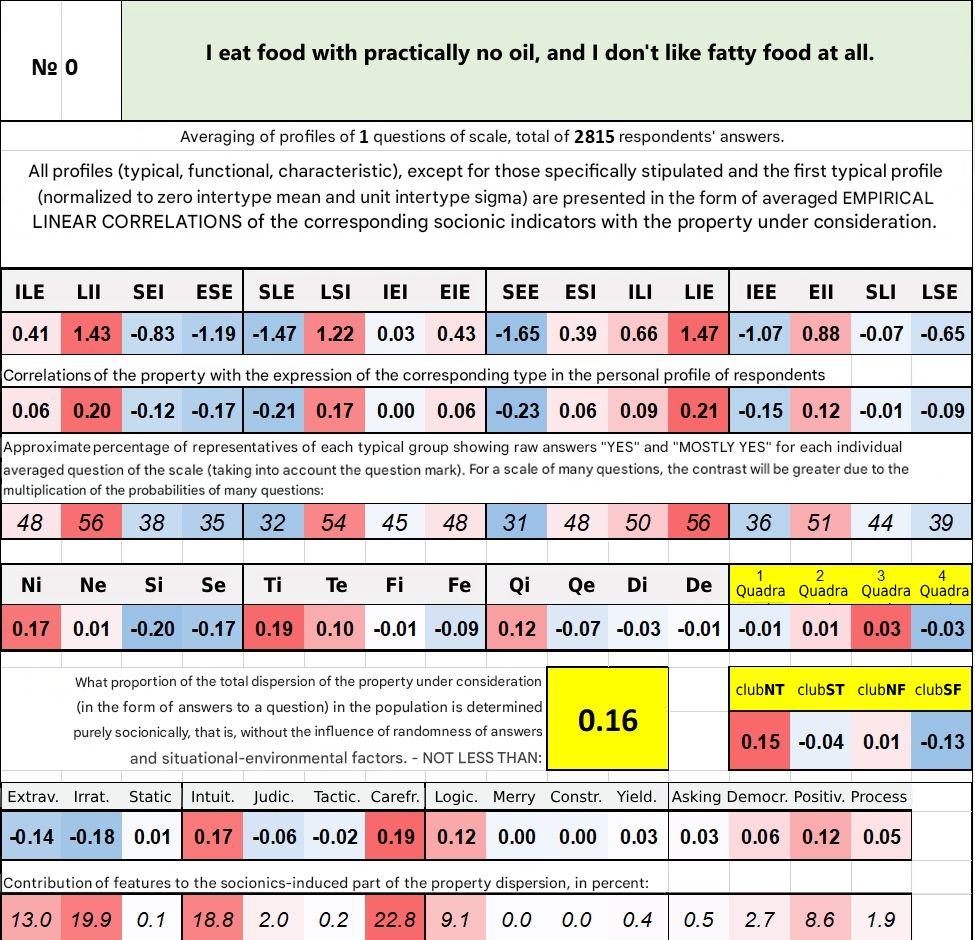 № 0
I eat food with practically no oil, and I don't like fatty food at all.
Averaging of profiles of 1 questions of scale, total of 2815 respondents' answers.
All profiles (typical, functional, characteristic), except for those specifically stipulated and the first typical profile
(normalized to zero intertype mean and unit intertype sigma) are presented in the form of averaged EMPIRICAL
LINEAR CORRELATIONS of the corresponding socionic indicators with the property under consideration.
ILE LII SEI ESE SLE LSI IEI EIE SEE ESI ILI LIE IEE EII SLI LSE
0.41 1.43 -0.83 -1.19 -1.47 1.22 0.03 0.43 -1.65 0.39 0.66 1.47 -1.07 0.88 -0.07 -0.65
Correlations of the property with the expression of the corresponding type in the personal profile of respondents
0.06 0.20 -0.12 -0.17 -0.21 0.17 0.00 0.06 -0.23 0.06 0.09 0.21 -0.15 0.12 -0.01 -0.09
Approximate percentage of representatives of each typical group showing raw answers "YES" and "MOSTLY YES" for each individual
averaged question of the scale (taking into account the question mark). For a scale of many questions, the contrast will be greater due to the
multiplication of the probabilities of many questions:
48 56 38 35 32 54 45 48 31 48 50 56 36 51 44 39
Ni Ne Si Se Ti Te Fi Fe Qi Qe Di De 1 Quadra 2 Quadra 3 Quadra 4 Quadra
0.17 0.01 -0.20 -0.17 0.19 0.10 -0.01 -0.09 0.12 -0.07 -0.03 -0.01 -0.01 0.01 0.03 -0.03
What proportion of the total dispersion of the property under consideration
(in the form of answers to a question) in the population is determined
purely socionically, that is, without the influence of randomness of answers
and situational-environmental factors. - NOT LESS THAN:
0.16
clubNT clubST clubNF clubSF
0.15 -0.04 0.01 -0.13
Extrav. Irrat. Static Intuit. Judic. Tactic. Carefr. Logic. Merry Constr. Yield. Asking Democr. Positiv. Process
-0.14 -0.18 0.01 0.17 -0.06 -0.02 0.19 0.12 0.00 0.00 0.03 0.03 0.06 0.12 0.05
Contribution of features to the socionics-induced part of the property dispersion, in percent:
13.0 19.9 0.1 18.8 2.0 0.2 22.8 9.1 0.0 0.0 0.4 0.5 2.7 8.6 1.9